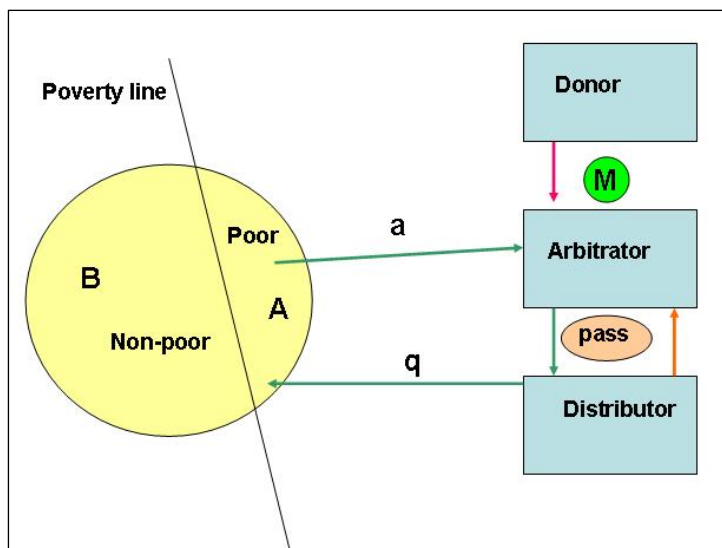 Poverty line
Donor
M
Poor
a
Arbitrator
B
A
Non-poor
pass
q
Distributor